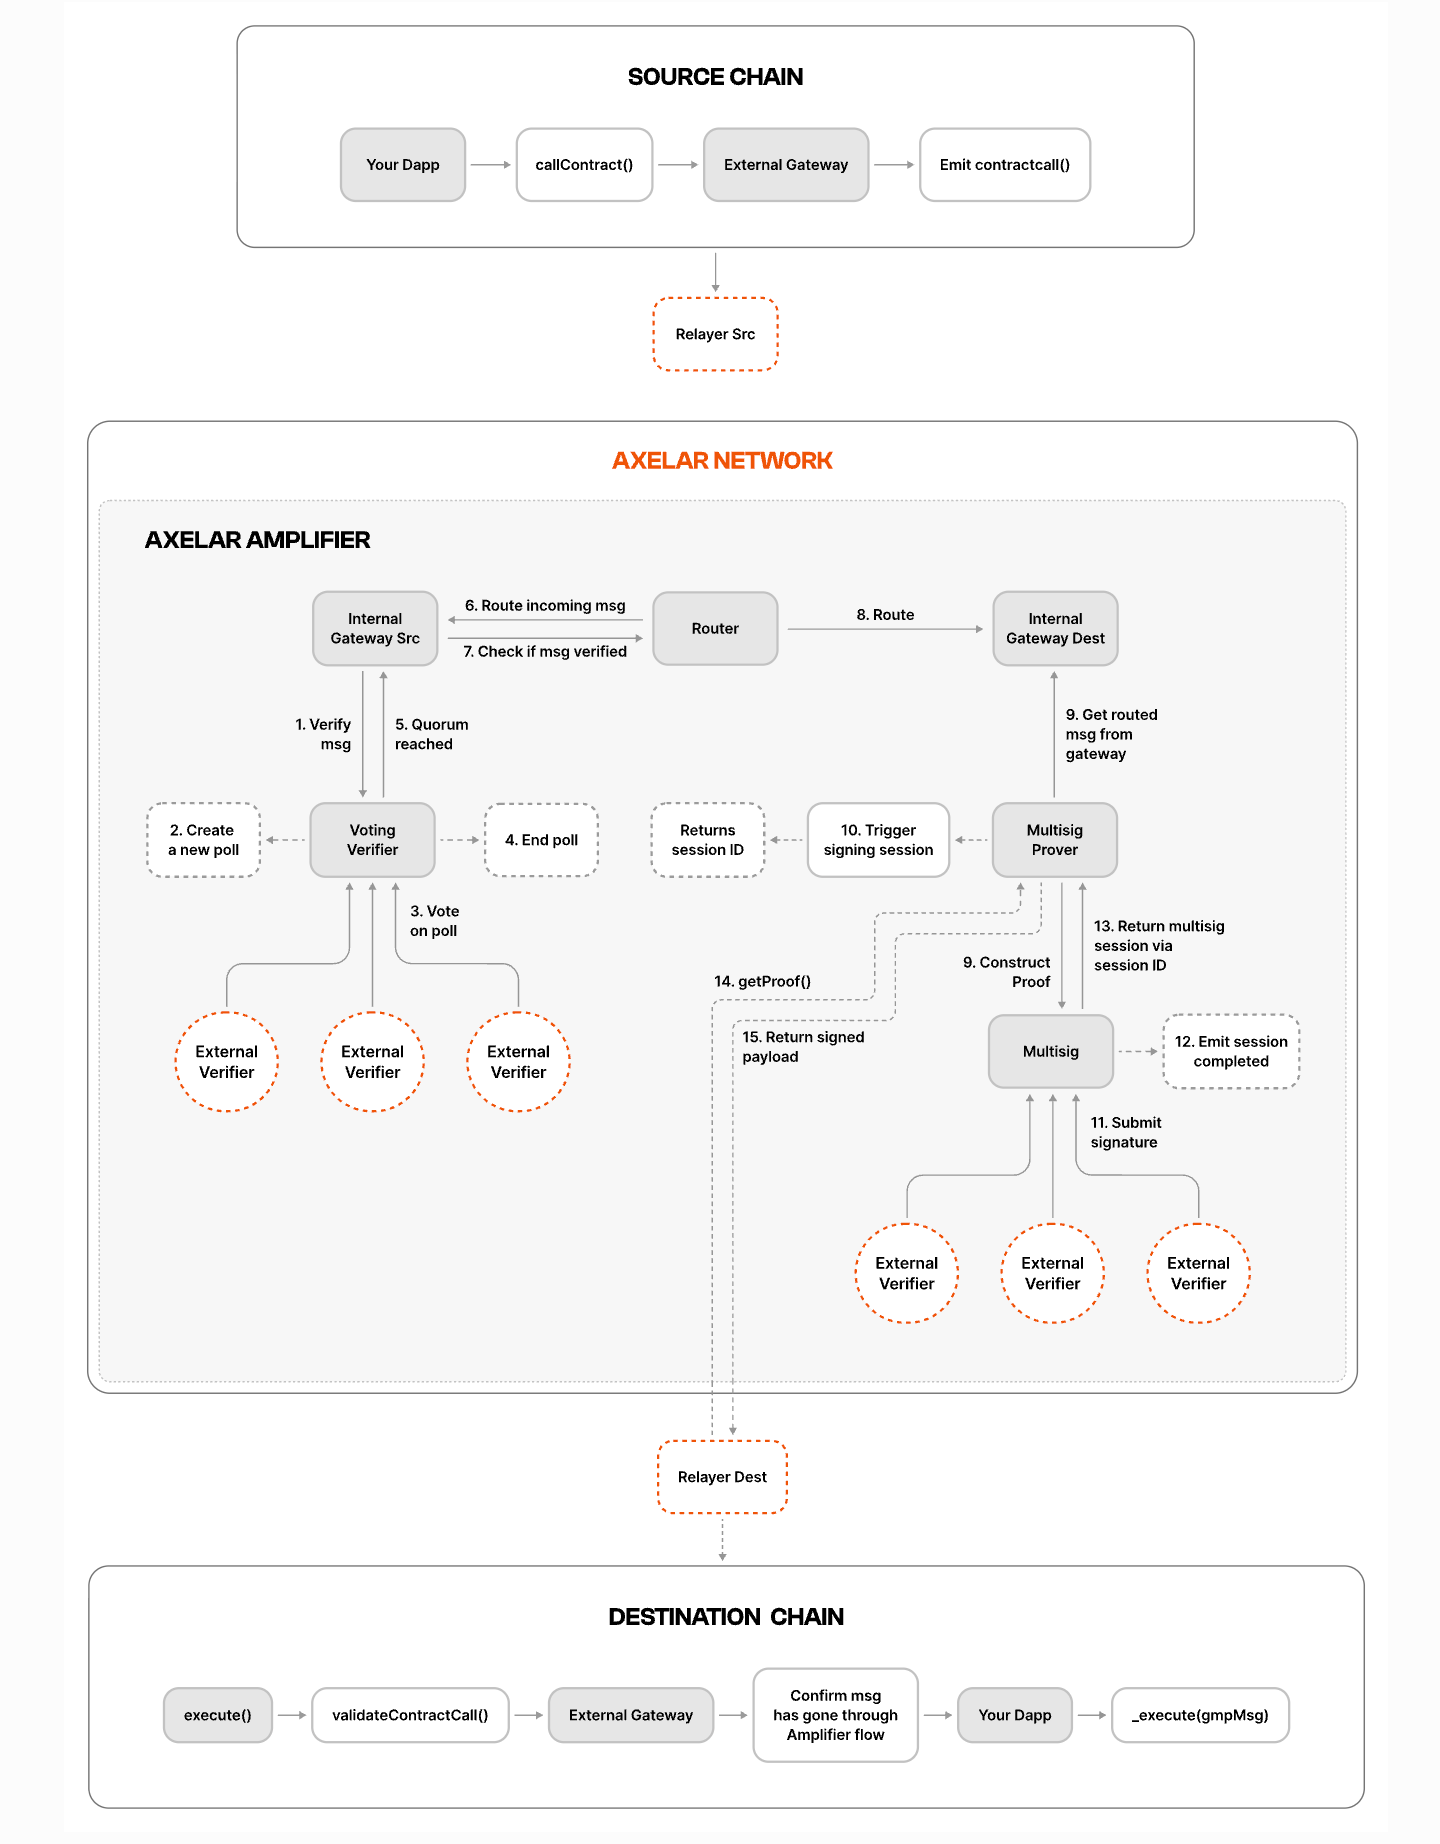 SOURCE CHAIN
Your Dapp
callContract()
External Gateway
Emit contractcall()
Relayer Src
AXELAR NETWORK
AXELAR AMPLIFIER
Internal
Gateway Src
6. Route incoming msg
7. Check if msg verified
Router
8. Route
Internal
Gateway Dest
1. Verify
msg
5. Quorum
reached
9. Get routed
msg from
gateway
2. Create
a new poll
Voting
Verifier
4. End poll
Returns
session ID
10. Trigger
signing session
Multisig
Prover
3. Vote
on poll
13. Return multisig
session via
session ID
9. Construct
Proof
14. getProof()
15. Return signed
payload
External
Verifier
External
Verifier
External
Verifier
Multisig
12. Emit session
completed
11. Submit
signature
External
Verifier
External
Verifier
External
Verifier
Relayer Dest
DESTINATION CHAIN
execute()
validateContractCall()
External Gateway
Confirm msg
has gone through
Amplifier flow
Your Dapp
_execute(gmpMsg)